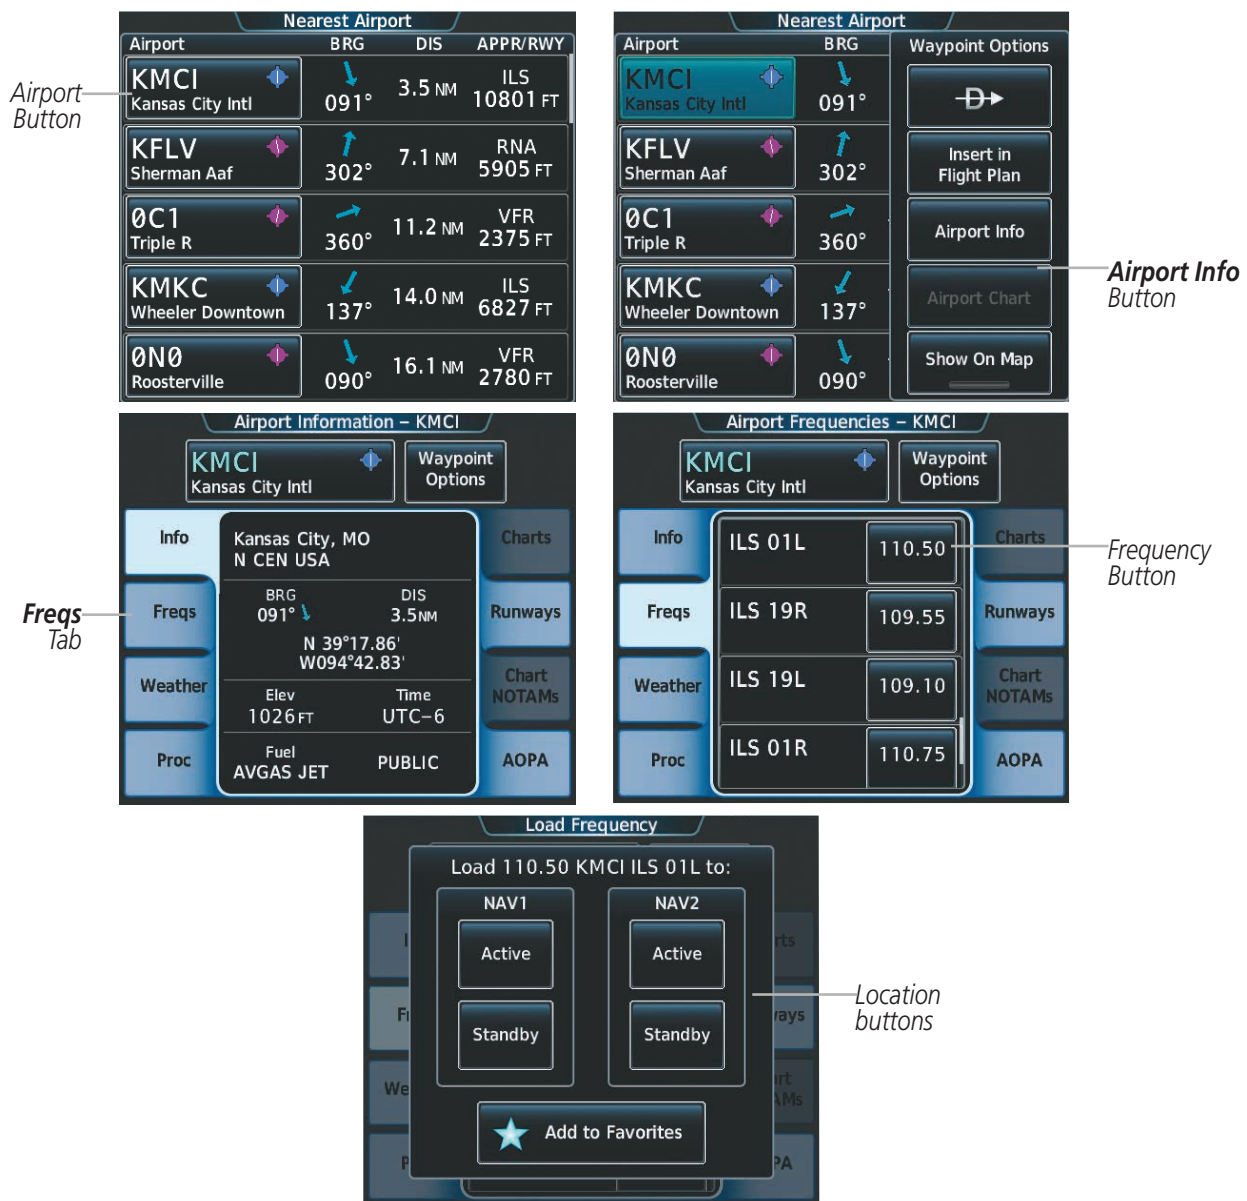 Nearest Airport
Airport BRG DIS APPR/RWY
KMCI
Kansas City Intl
091°
3.5 NM
ILS
10801 FT
KFLV
Sherman Aaf
302°
7.1 NM
RNA
5905 FT
0C1
Triple R
360°
11.2 NM
VFR
2375 FT
KMKC
Wheeler Downtown
137°
14.0 NM
ILS
6827 FT
0N0
Roosterville
090°
16.1 NM
VFR
2780 FT
Airport
Button
Nearest Airport
Airport BRG
KMCI
Kansas City Intl
091°
KFLV
Sherman Aaf
302°
0C1
Triple R
360°
KMKC
Wheeler Downtown
137°
0N0
Roosterville
090°
Waypoint Options
D
Insert in
Flight Plan
Airport Info
Airport Chart
Show On Map
Airport Info
Button
Airport Information – KMCI
KMCI
Kansas City Intl
Waypoint
Options
Info
Freqs
Weather
Proc
Kansas City, MO
N CEN USA
BRG DIS
091° 3.5NM
N 39°17.86'
W094°42.83'
Elev Time
1026FT UTC–6
Fuel
AVGAS JET PUBLIC
Charts
Runways
Chart
NOTAMs
AOPA
Freqs
Tab
Airport Frequencies – KMCI
KMCI
Kansas City Intl
Waypoint
Options
Info
Freqs
Weather
Proc
ILS 01L 110.50
ILS 19R 109.55
ILS 19L 109.10
ILS 01R 110.75
Charts
Runways
Chart
NOTAMs
AOPA
Frequency
Button
Load Frequency
Load 110.50 KMCI ILS 01L to:
NAV1 NAV2
Active Active
Standby Standby
Add to Favorites
I
F
We
P
rts
ways
rt
AMs
PA
Location
buttons